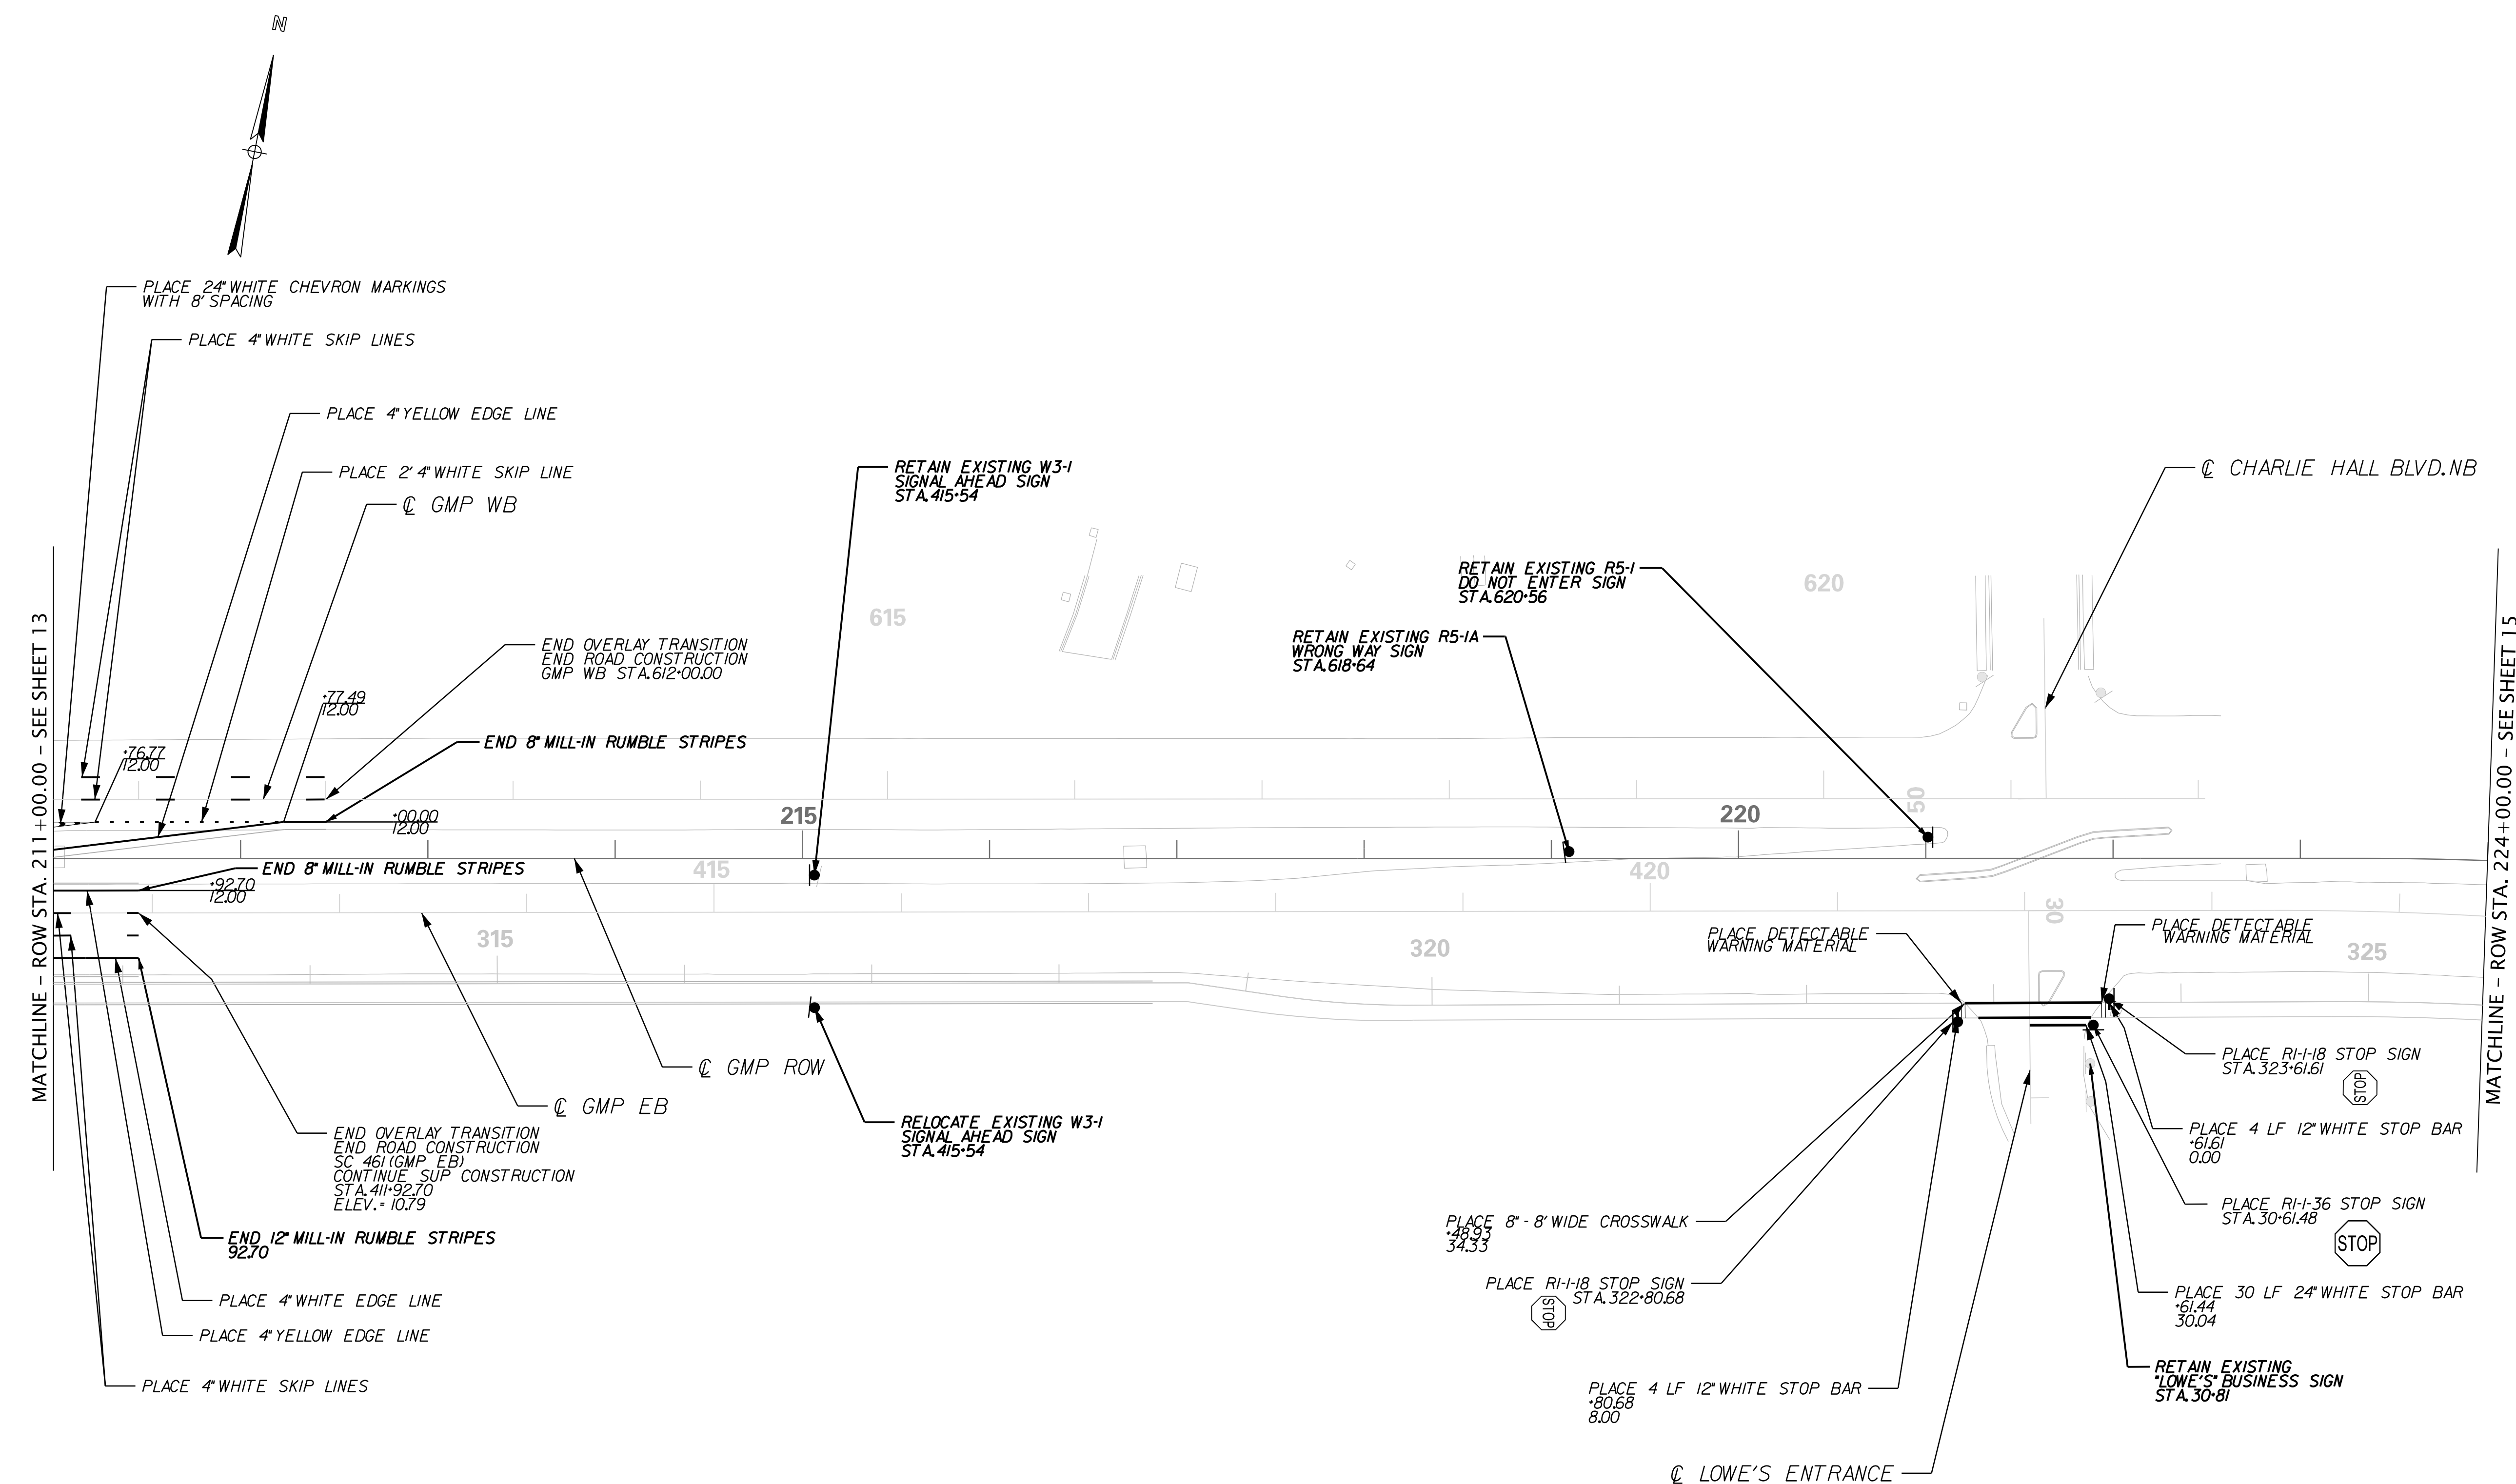 N
PLACE 24" WHITE CHEVRON MARKINGS
WITH 8' SPACING
PLACE 4" WHITE SKIP LINES
PLACE 4" YELLOW EDGE LINE
PLACE 2' 4" WHITE SKIP LINE
℄ GMP WB
RETAIN EXISTING W3-1
SIGNAL AHEAD SIGN
STA. 415+54
℄ CHARLIE HALL BLVD. NB
RETAIN EXISTING R5-1
DO NOT ENTER SIGN
STA. 620+56
RETAIN EXISTING R5-1A
WRONG WAY SIGN
STA. 618+64
615
620
END OVERLAY TRANSITION
END ROAD CONSTRUCTION
GMP WB STA. 612+00.00
+77.49
12.00
END 8" MILL-IN RUMBLE STRIPES
+76.77
12.00
+00.00
12.00
215
220
50
END 8" MILL-IN RUMBLE STRIPES
+92.70
12.00
415
420
30
315
320
325
MATCHLINE - ROW STA. 211+00.00 - SEE SHEET 13
MATCHLINE - ROW STA. 224+00.00 - SEE SHEET 15
PLACE DETECTABLE
WARNING MATERIAL
PLACE DETECTABLE
WARNING MATERIAL
℄ GMP ROW
℄ GMP EB
PLACE R1-1-18 STOP SIGN
STA. 323+61.61
STOP
RELOCATE EXISTING W3-1
SIGNAL AHEAD SIGN
STA. 415+54
END OVERLAY TRANSITION
END ROAD CONSTRUCTION
SC 461 (GMP EB)
CONTINUE SUP CONSTRUCTION
STA. 411+92.70
ELEV. = 10.79
PLACE 4 LF 12" WHITE STOP BAR
+61.61
0.00
PLACE R1-1-36 STOP SIGN
STA. 30+61.48
STOP
PLACE 8" - 8' WIDE CROSSWALK
+48.93
34.33
END 12" MILL-IN RUMBLE STRIPES
92.70
PLACE R1-1-18 STOP SIGN
STA. 322+80.68
STOP
PLACE 30 LF 24" WHITE STOP BAR
+61.44
30.04
PLACE 4" WHITE EDGE LINE
PLACE 4" YELLOW EDGE LINE
RETAIN EXISTING
"LOWE'S" BUSINESS SIGN
STA. 30+81
PLACE 4" WHITE SKIP LINES
PLACE 4 LF 12" WHITE STOP BAR
+80.68
8.00
℄ LOWE'S ENTRANCE